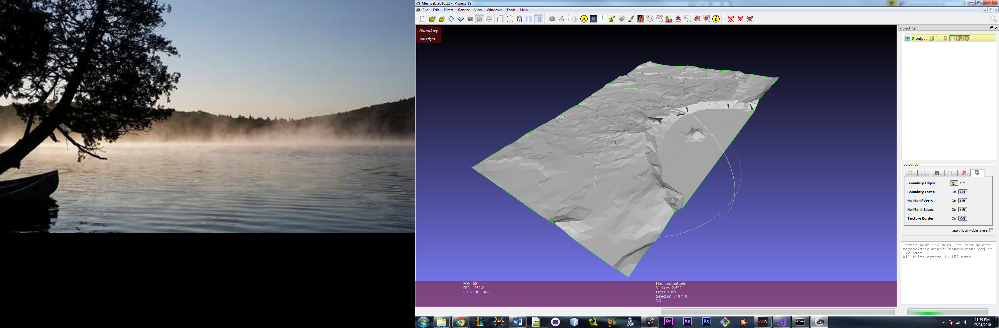 MeshLab 2016.12 - [Project_19]
File Edit Filters Render View Windows Tools Help
Boundary
150 edges
Project_19
0 output
output.obj
Boundary Edges On Off
Boundary Faces On Off
No-Manif Verts On Off
No-Manif Edges On Off
Texture Border On Off
apply to all visible layers
Opened mesh C:/Users/The Boss/source/
repos/Assignment2/Debug/output.obj in
142 msec
All files opened in 157 msec
FOV: 60
FPS: 263.2
BO_RENDERING
Mesh: output.obj
Vertices: 2,502
Faces: 4,858
Selection: v: 0 f: 0
VC
Pr Ae Ps OSB
11:59 PM
17/04/2018